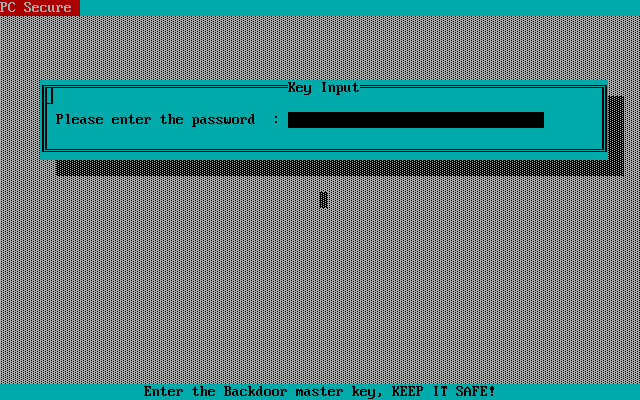 PC Secure
Key Input
Please enter the password  :
Enter the Backdoor master key, KEEP IT SAFE!